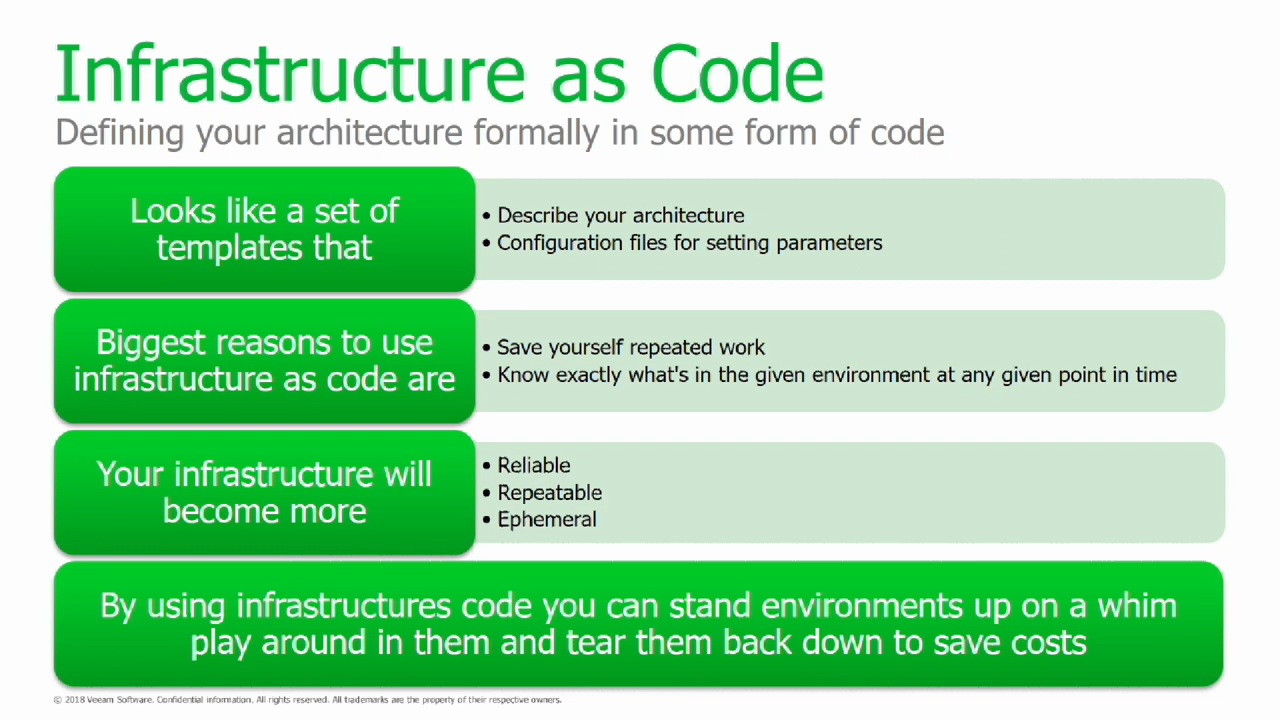 Infrastructure as Code
Defining your architecture formally in some form of code
Looks like a set of
templates that
• Describe your architecture
• Configuration files for setting parameters
Biggest reasons to use
infrastructure as code are
• Save yourself repeated work
• Know exactly what's in the given environment at any given point in time
Your infrastructure will
become more
• Reliable
• Repeatable
• Ephemeral
By using infrastructures code you can stand environments up on a whim
play around in them and tear them back down to save costs
© 2018 Veeam Software. Confidential information. All rights reserved. All trademarks are the property of their respective owners.